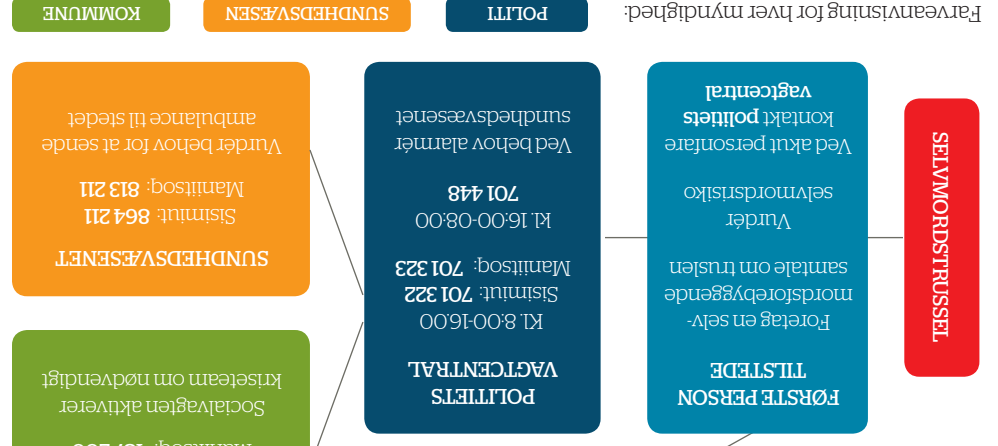 SELVMORDSTRUSSEL
FØRSTE PERSON
TILSTEDE
Foretag en selv-
mordsforebyggende
samtale om truslen
Vurdér
selvmordsrisiko
Ved akut personfare
kontakt politiets
vagtcentral
POLITIETS
VAGTCENTRAL
Kl. 8:00-16.00
Sisimiut: 701 322
Maniitsoq: 701 323
kl. 16:00-08:00
701 448
Ved behov alarmér
sundhedsvæsenet
Maniitsoq:
Socialvagten aktiverer
kriseteam om nødvendigt
SUNDHEDSVÆSENET
Sisimiut: 864 211
Maniitsoq: 813 211
Vurdér behov for at sende
ambulance til stedet
Farveanvisning for hver myndighed:
POLITI
SUNDHEDSVÆSEN
KOMMUNE